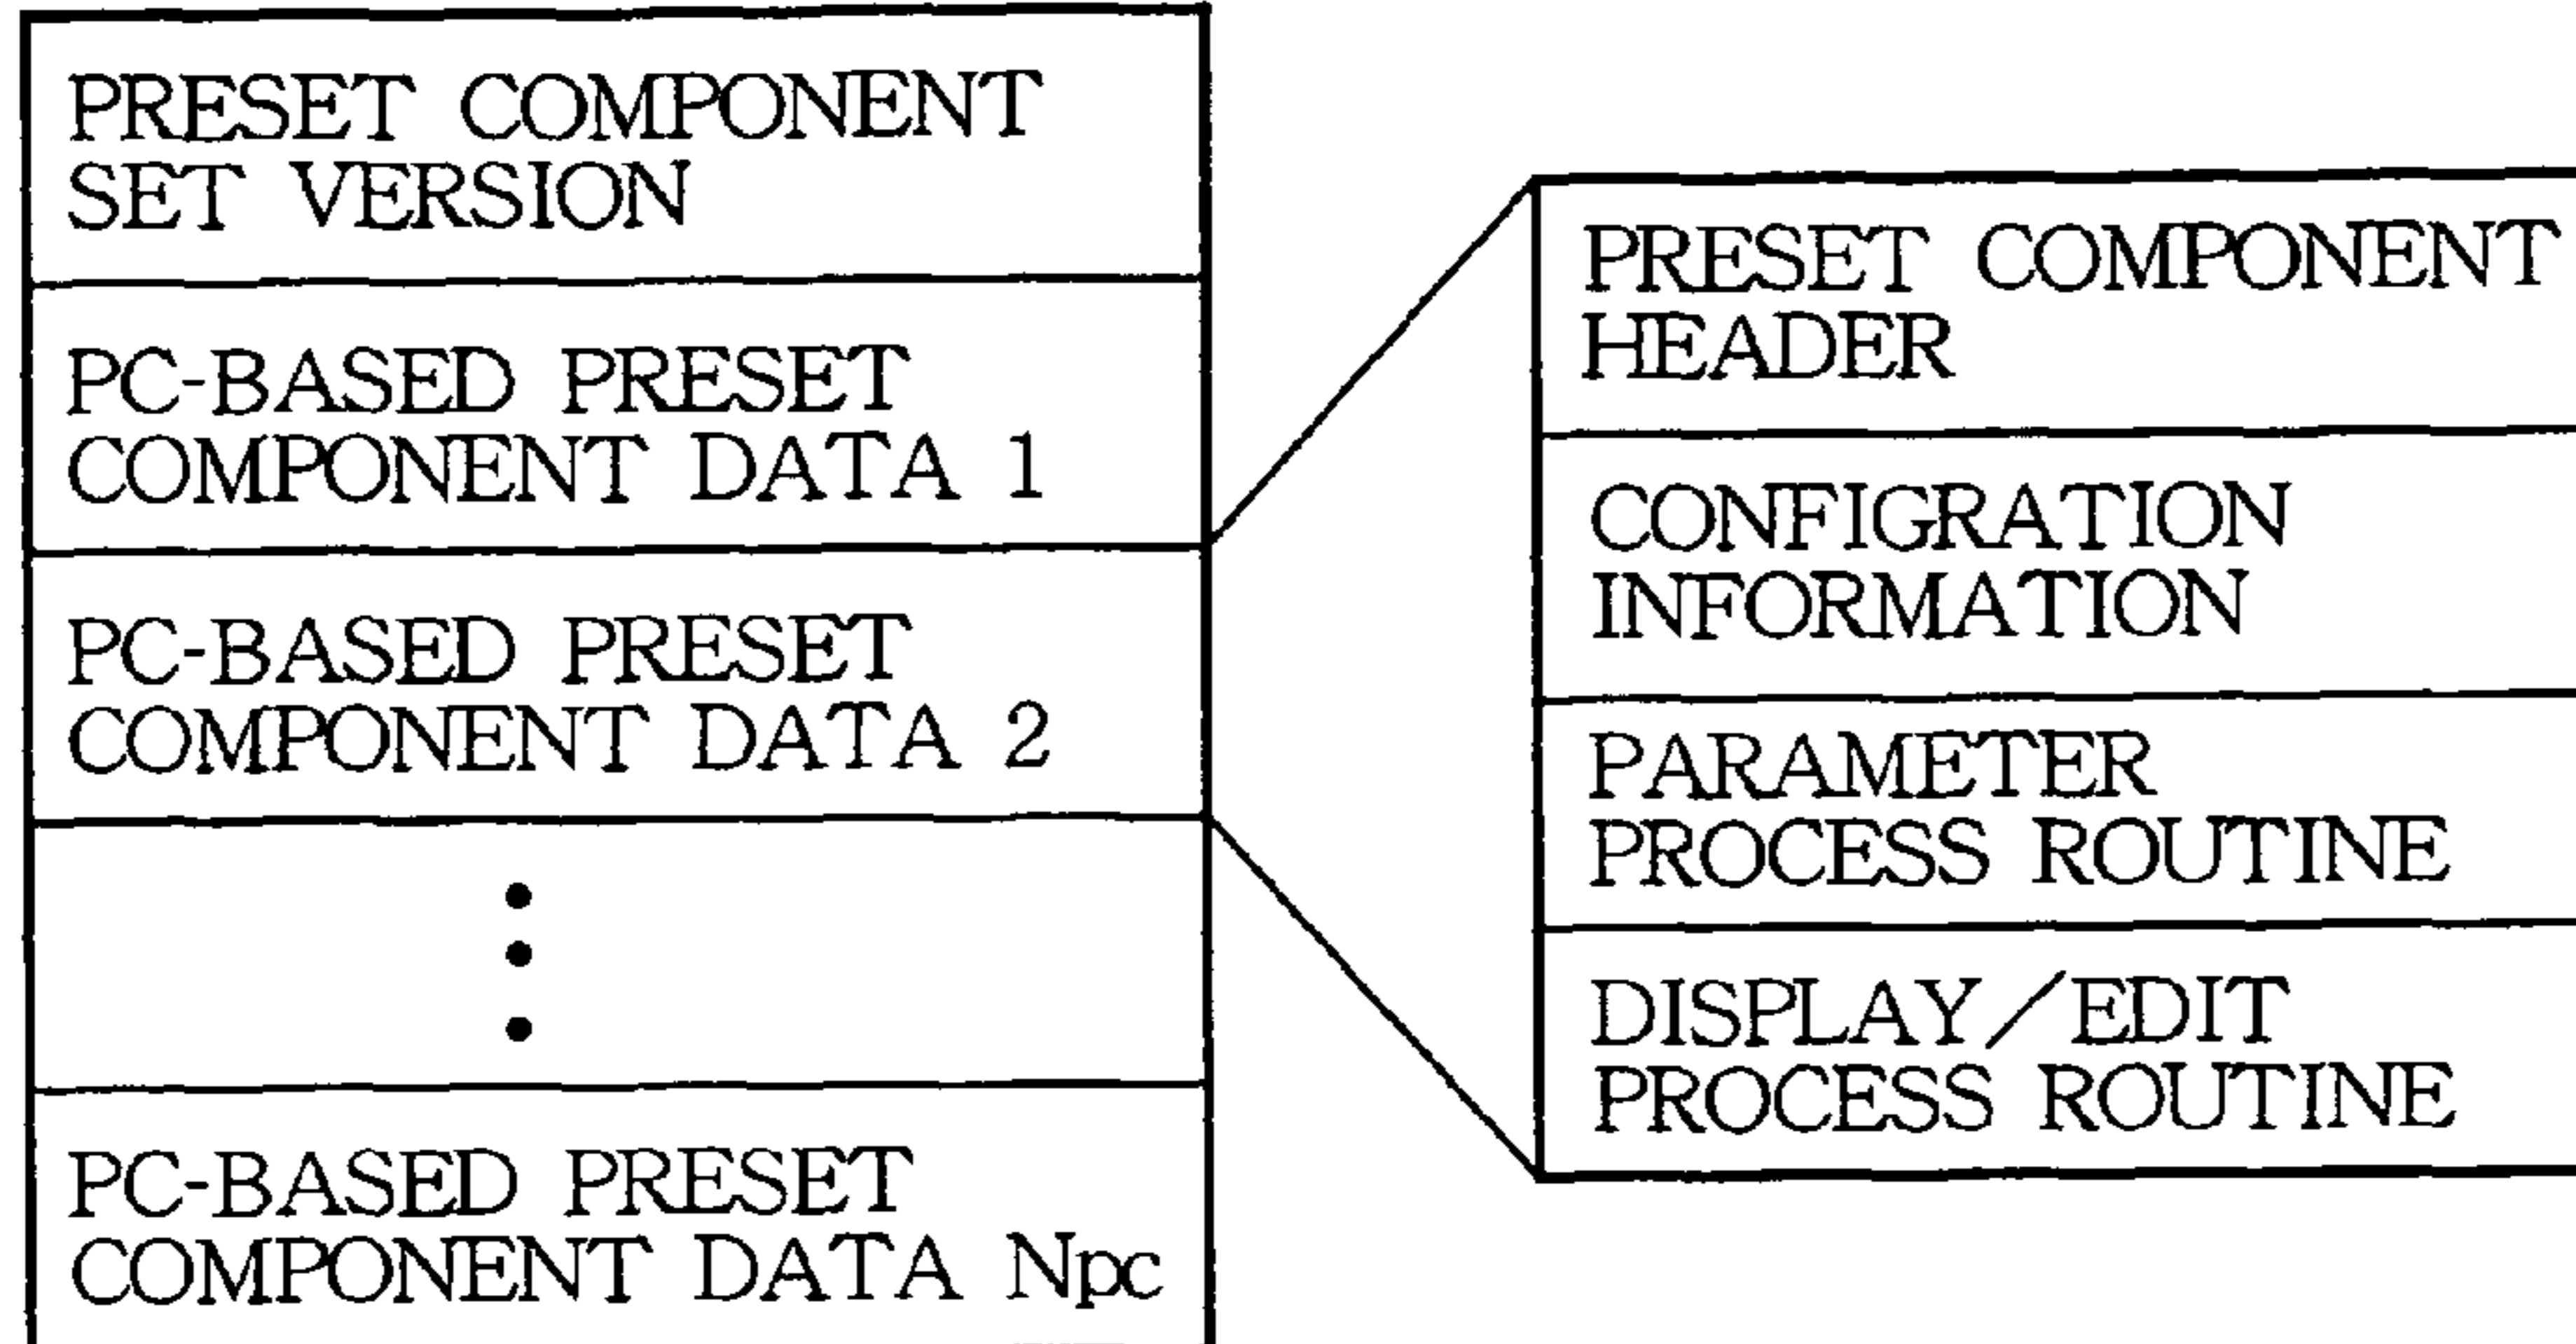 PRESET COMPONENT
SET VERSION
PC-BASED PRESET
COMPONENT DATA 1
PC-BASED PRESET
COMPONENT DATA 2
PC-BASED PRESET
COMPONENT DATA Npc
PRESET COMPONENT
HEADER
CONFIGRATION
INFORMATION
PARAMETER
PROCESS ROUTINE
DISPLAY/EDIT
PROCESS ROUTINE